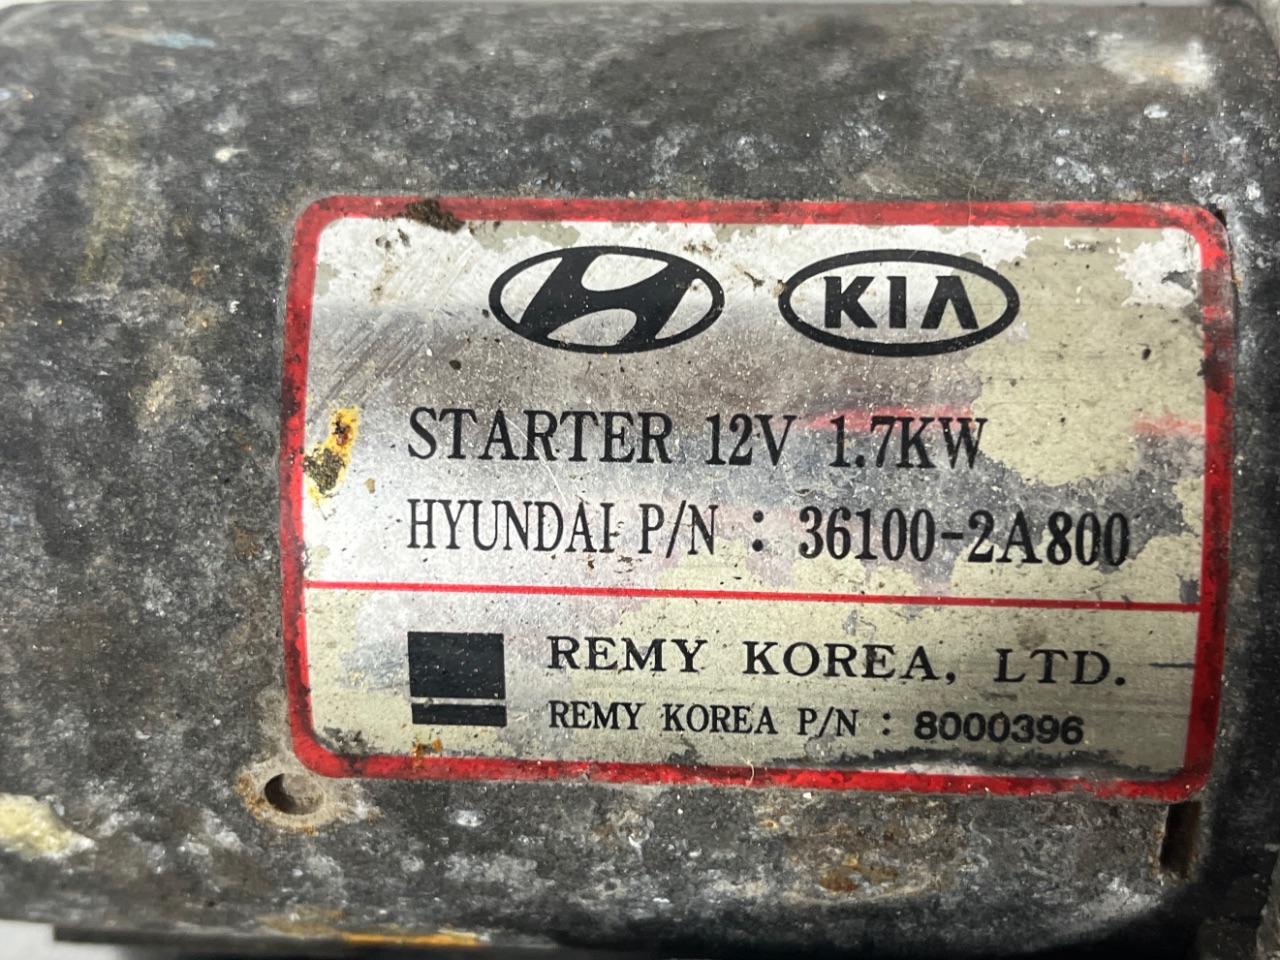 KIA
STARTER 12V 1.7KW
HYUNDAI P/N : 36100-2A800
REMY KOREA, LTD.
REMY KOREA P/N : 8000396